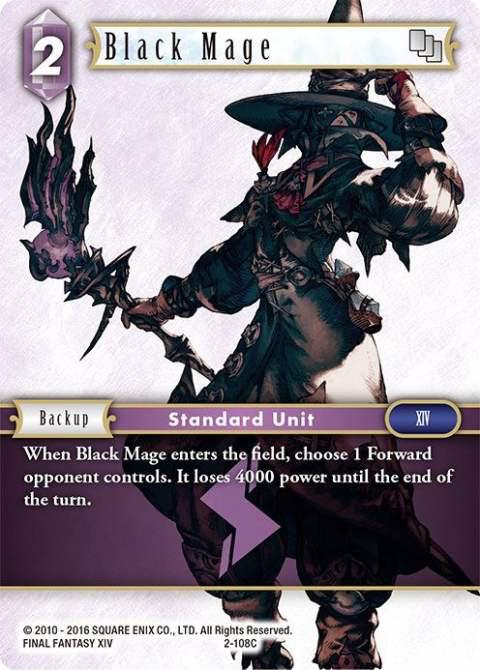 2
Black Mage
Backup
Standard Unit
XIV
When Black Mage enters the field, choose 1 Forward
opponent controls. It loses 4000 power until the end of
the turn.
© 2010 - 2016 SQUARE ENIX CO., LTD. All Rights Reserved.
FINAL FANTASY XIV
2-108C